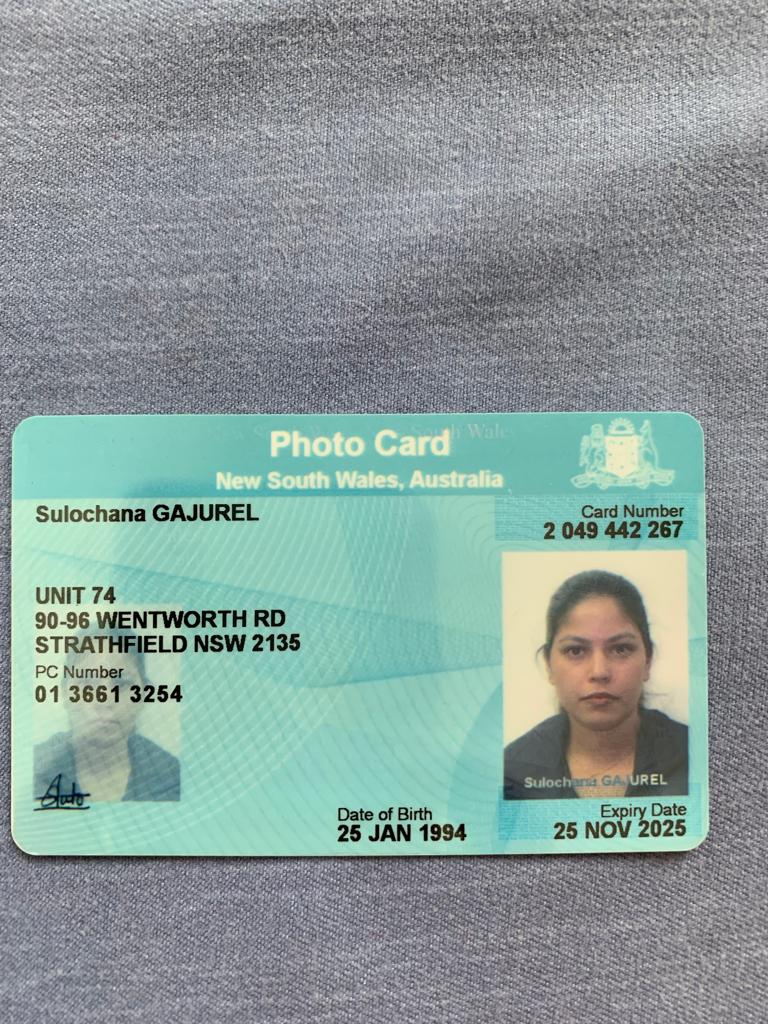 Photo Card
New South Wales, Australia
Sulochana GAJUREL
Card Number
2 049 442 267
UNIT 74
90-96 WENTWORTH RD
STRATHFIELD NSW 2135
PC Number
01 3661 3254
Sulochana GAJUREL
Date of Birth
25 JAN 1994
Expiry Date
25 NOV 2025